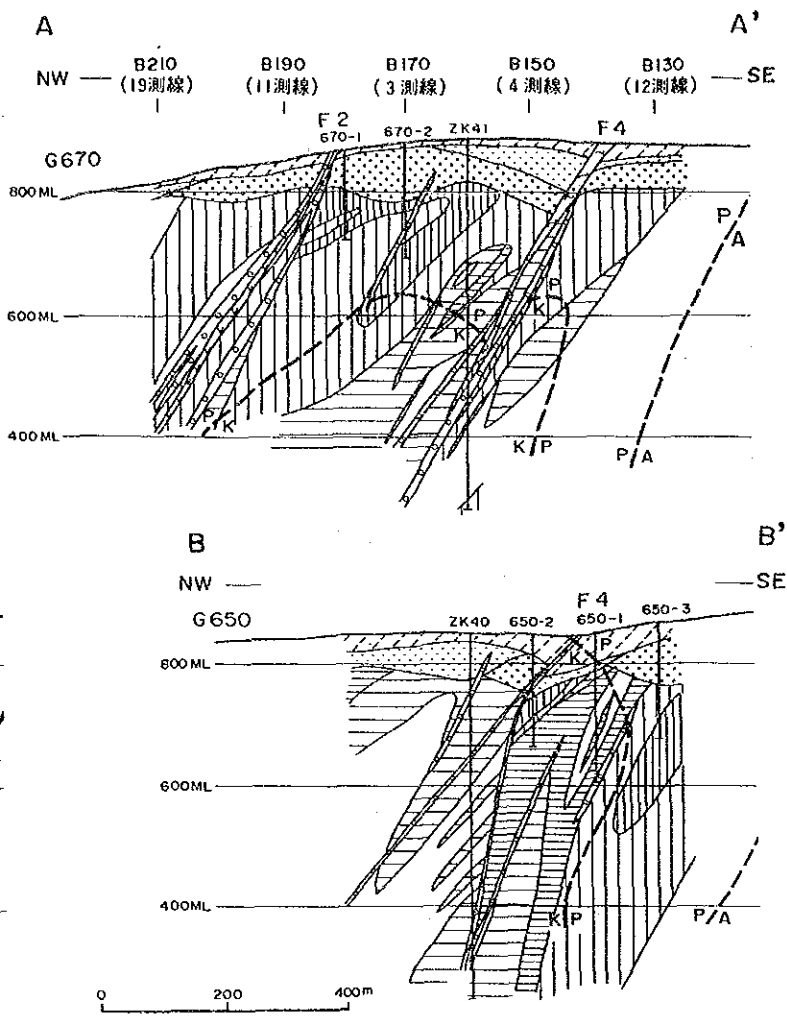 A A'
B210 B190 B170 B150 B130
NW (19測線) (11測線) (3測線) (4測線) (12測線) SE
F2 F4
670-1 670-2 ZK41
G670
800ML
P
A
P
600ML P K
K
P K
400ML K P P A
B B'
NW SE
G650 F4
ZK40 650-2 650-1 650-3
P
K
800ML
600ML
400ML K P P/A
0 200 400m